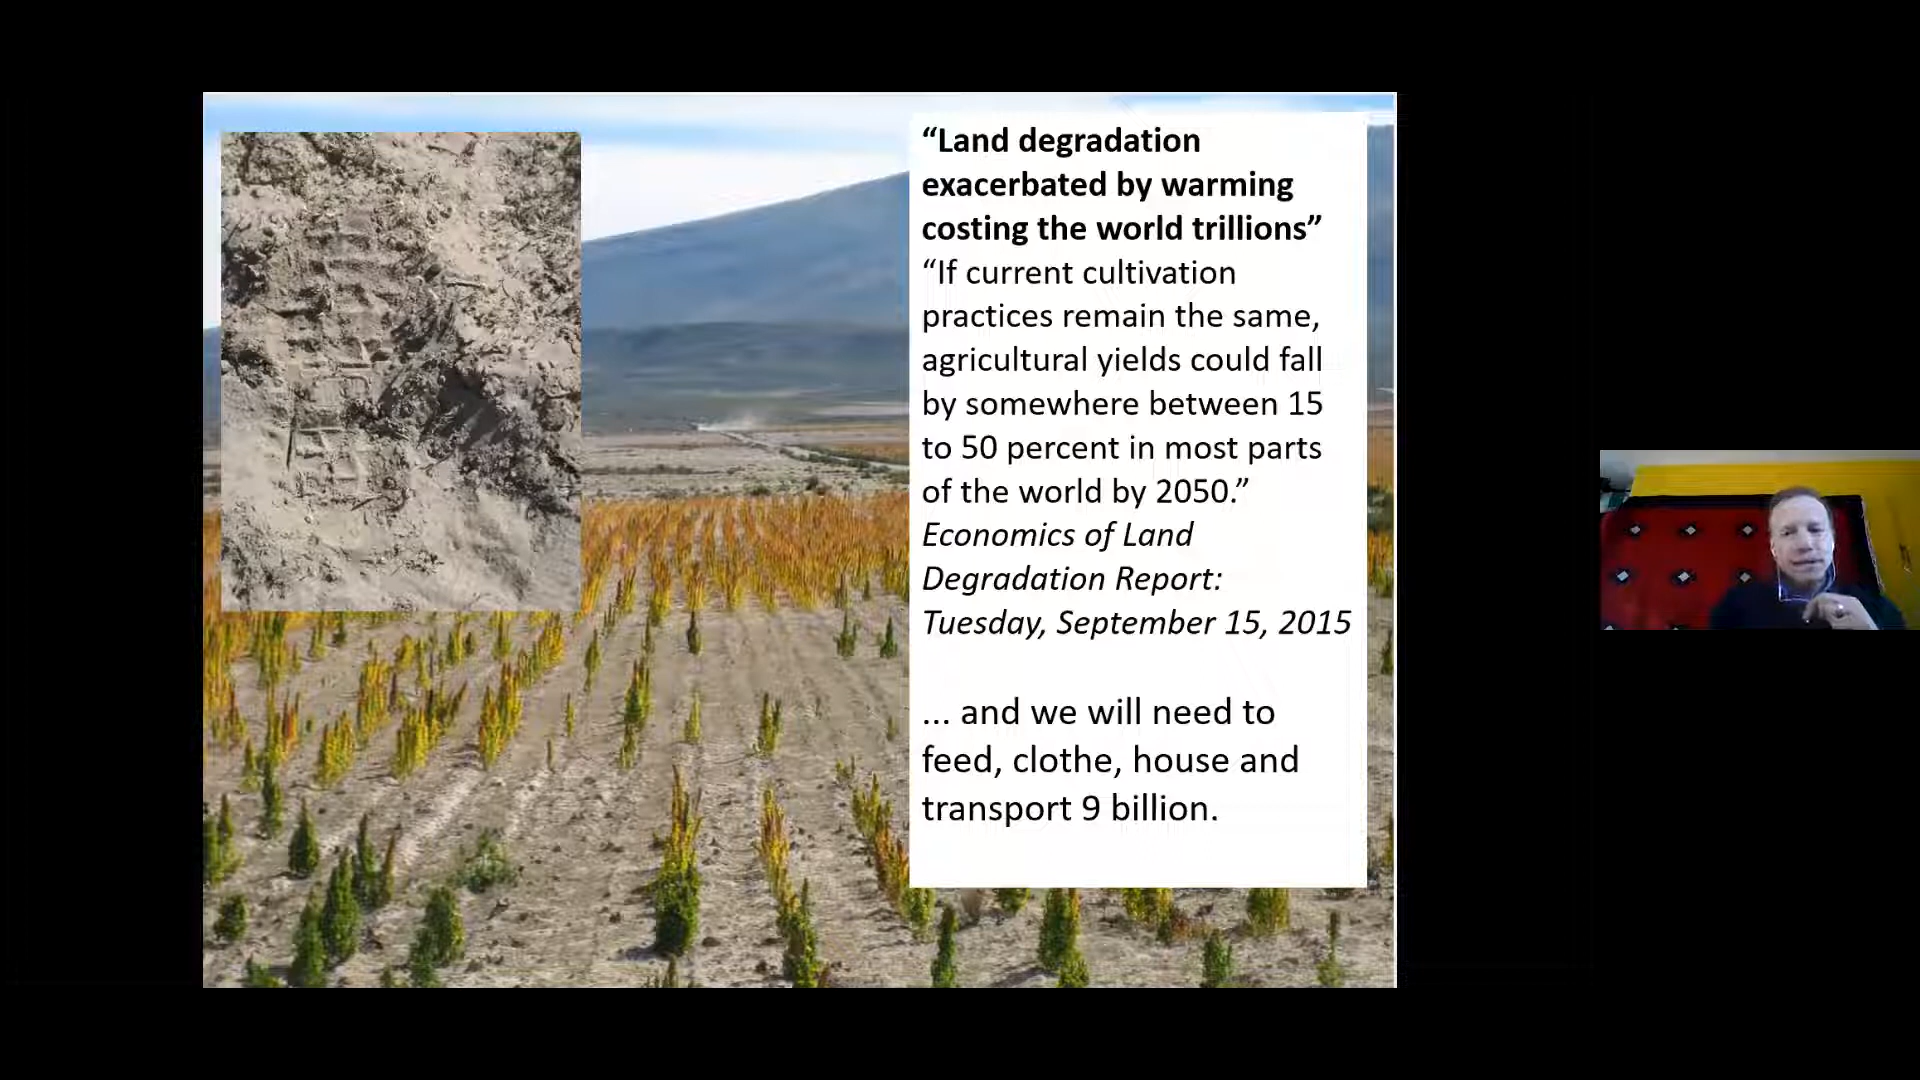 “Land degradation
exacerbated by warming
costing the world trillions”
“If current cultivation
practices remain the same,
agricultural yields could fall
by somewhere between 15
to 50 percent in most parts
of the world by 2050.”
Economics of Land
Degradation Report:
Tuesday, September 15, 2015
... and we will need to
feed, clothe, house and
transport 9 billion.